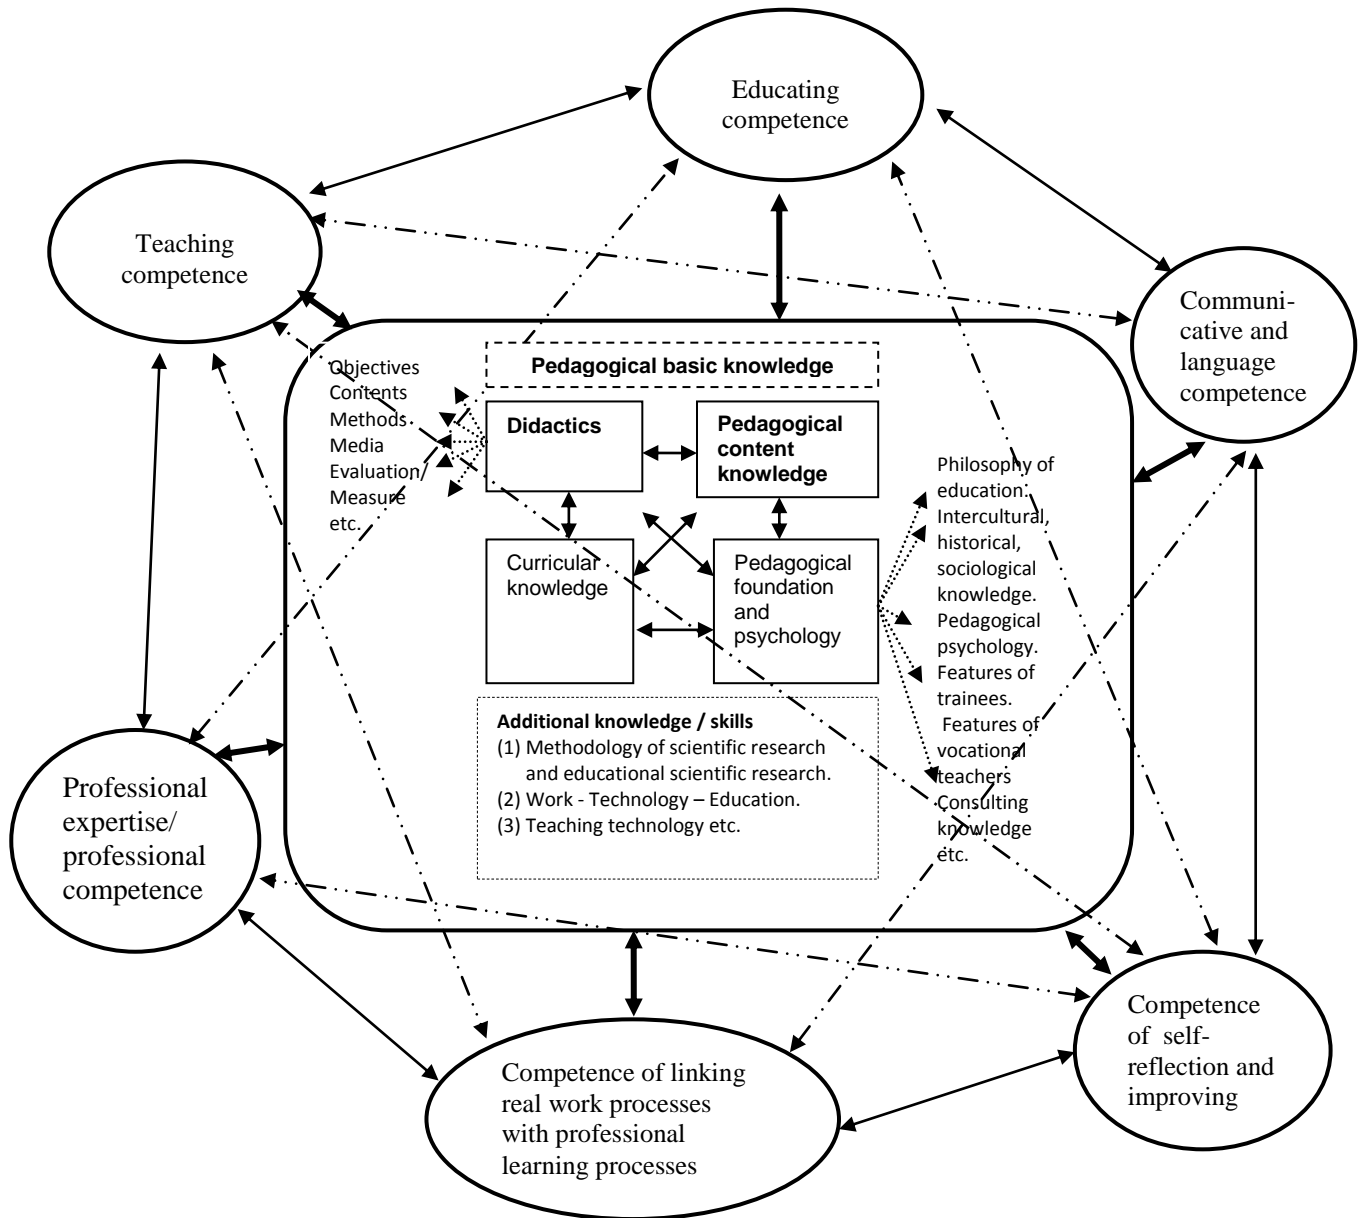 Educating
competence
Teaching
competence
Communi-
cative and
language
competence
Pedagogical basic knowledge
Objectives
Contents
Methods
Media
Evaluation/
Measure
etc.
Didactics
Pedagogical
content
knowledge
Curricular
knowledge
Pedagogical
foundation
and
psychology
Philosophy of
education.
Intercultural,
historical,
sociological
knowledge.
Pedagogical
psychology.
Features of
trainees.
Features of
vocational
teachers
Consulting
knowledge
etc.
Additional knowledge / skills
(1) Methodology of scientific research
and educational scientific research.
(2) Work - Technology – Education.
(3) Teaching technology etc.
Professional
expertise/
professional
competence
Competence of linking
real work processes
with professional
learning processes
Competence
of self-
reflection and
improving